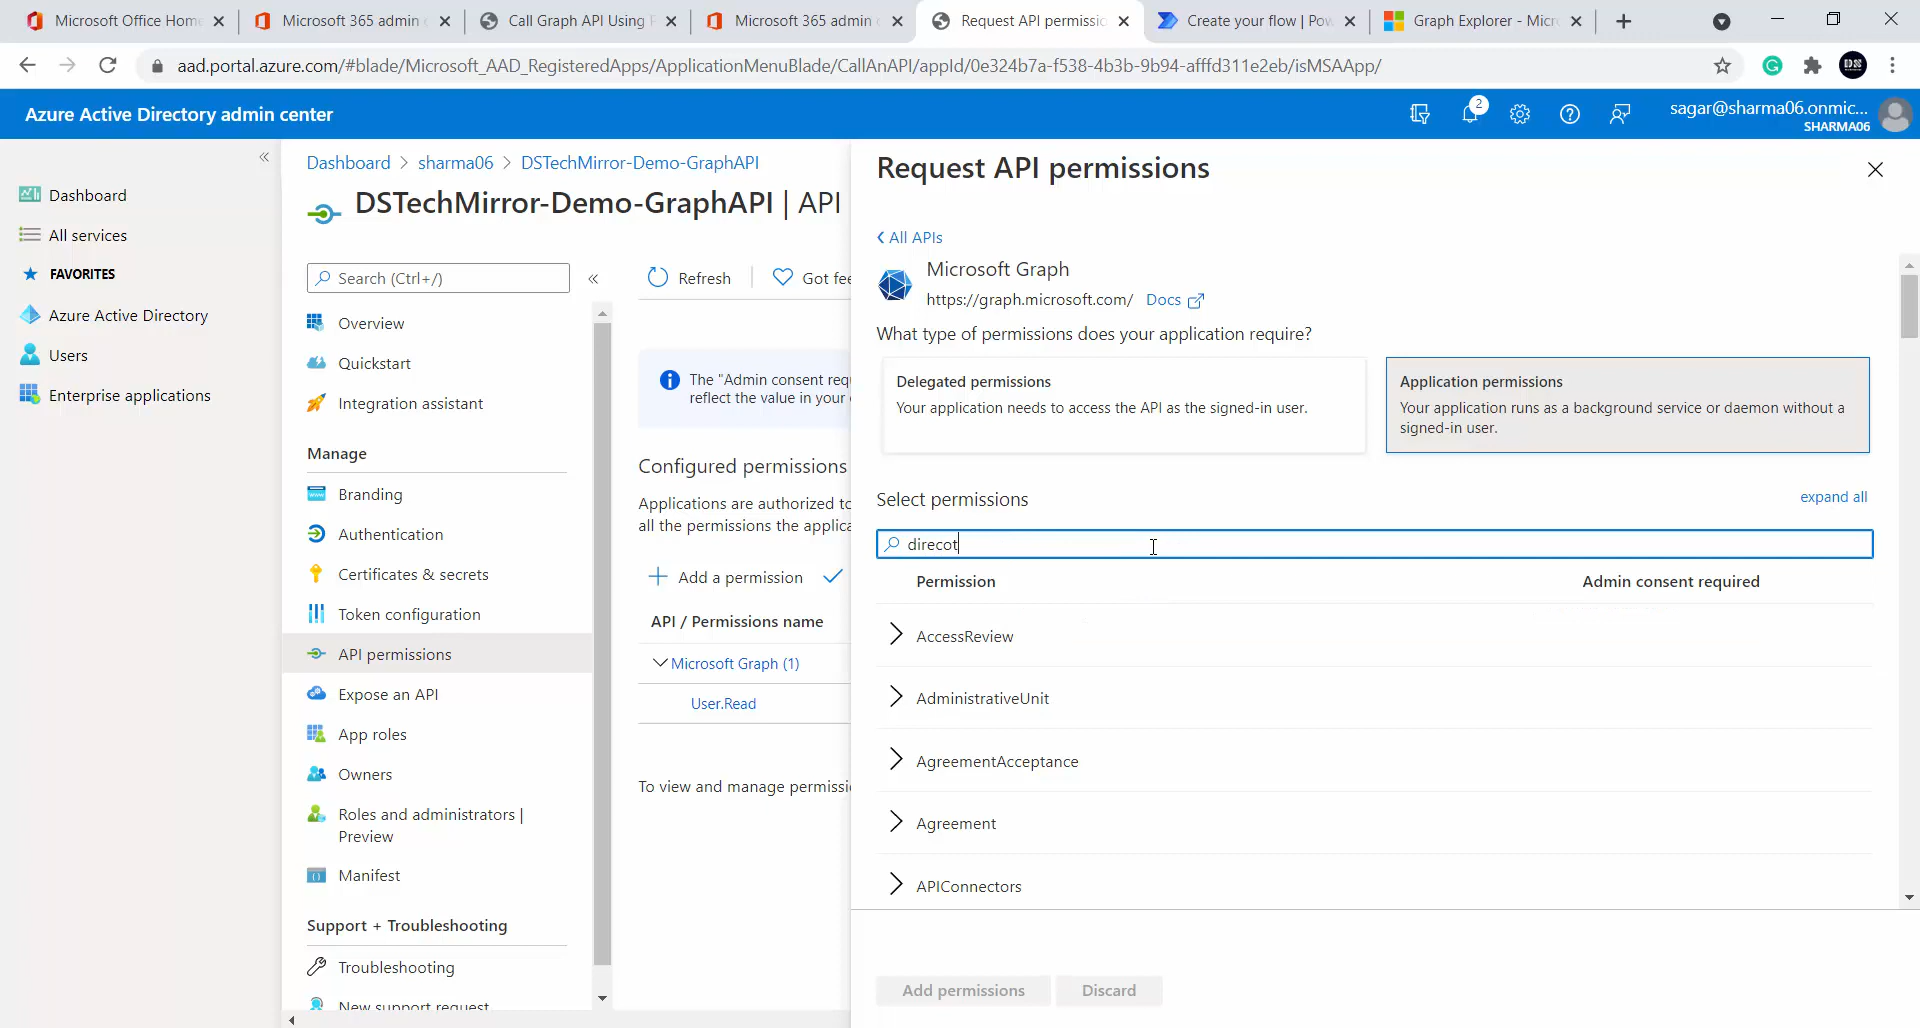 Microsoft Office Home
Microsoft 365 admin c
Call Graph API Using P
Microsoft 365 admin c
Request API permissio
Create your flow | Pow
Graph Explorer - Micro
aad.portal.azure.com/#blade/Microsoft_AAD_RegisteredApps/ApplicationMenuBlade/CallAnAPI/appId/0e324b7a-f538-4b3b-9b94-afffd311e2eb/isMSAApp/
Azure Active Directory admin center
2
sagar@sharma06.onmic...
SHARMA06
Dashboard
All services
FAVORITES
Azure Active Directory
Users
Enterprise applications
Dashboard > sharma06 > DSTechMirror-Demo-GraphAPI
DSTechMirror-Demo-GraphAPI | API
Search (Ctrl+/)
Overview
Quickstart
Integration assistant
Manage
Branding
Authentication
Certificates & secrets
Token configuration
API permissions
Expose an API
App roles
Owners
Roles and administrators |
Preview
Manifest
Support + Troubleshooting
Troubleshooting
New support request
Refresh
Got fee
The "Admin consent req
reflect the value in your
Configured permissions
Applications are authorized to
all the permissions the applica
Add a permission
API / Permissions name
Microsoft Graph (1)
User.Read
To view and manage permissi
Request API permissions
All APIs
Microsoft Graph
https://graph.microsoft.com/ Docs
What type of permissions does your application require?
Delegated permissions
Your application needs to access the API as the signed-in user.
Application permissions
Your application runs as a background service or daemon without a
signed-in user.
Select permissions
expand all
direcot
Permission
Admin consent required
AccessReview
AdministrativeUnit
AgreementAcceptance
Agreement
APIConnectors
Add permissions
Discard